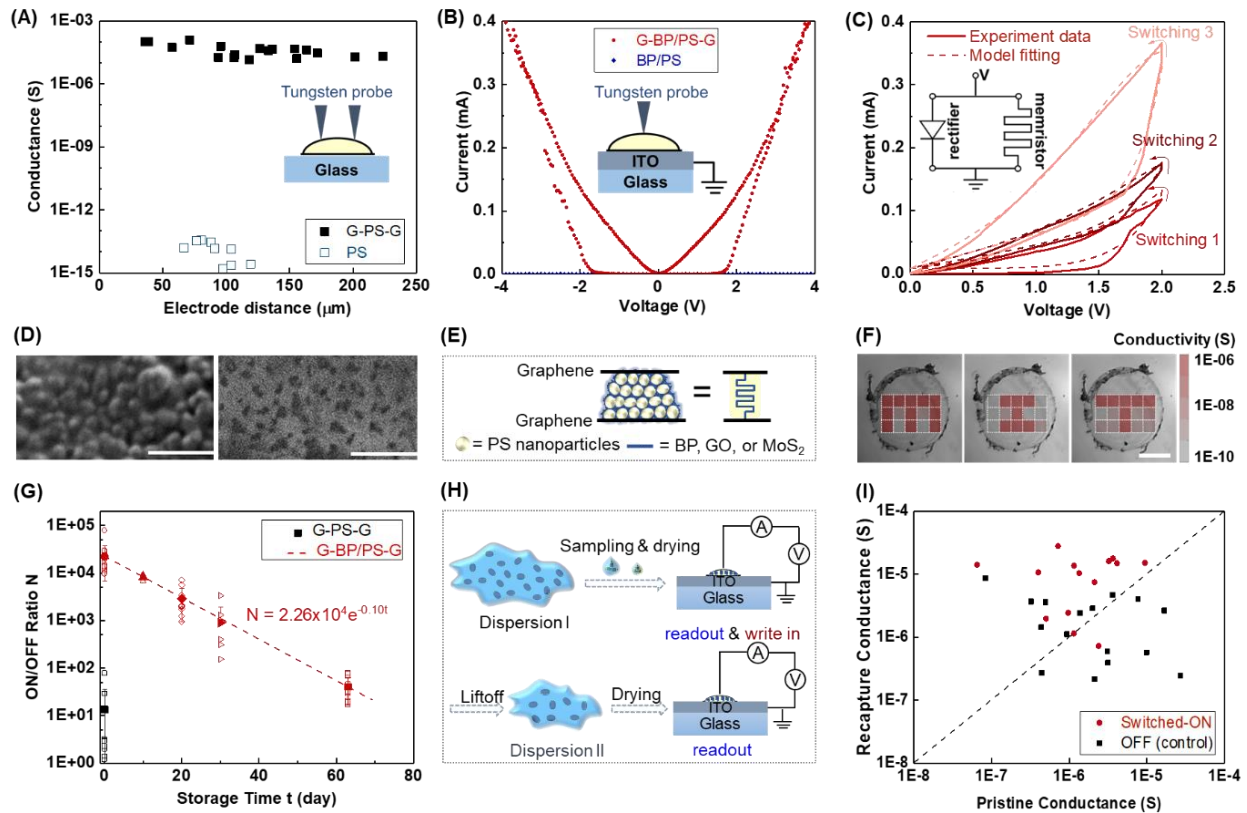 (A)
1E-03
1E-06
1E-09
1E-12
1E-15
Conductance (S)
Tungsten probe
Glass
G-PS-G
PS
0 50 100 150 200 250
Electrode distance (μm)
(B)
0.4
0.3
0.2
0.1
0.0
Current (mA)
G-BP/PS-G
BP/PS
Tungsten probe
ITO
Glass
-4 -2 0 2 4
Voltage (V)
(C)
0.4
0.3
0.2
0.1
0.0
Current (mA)
Experiment data
Model fitting
Switching 3
V
rectifier
memristor
Switching 2
Switching 1
0.0 0.5 1.0 1.5 2.0 2.5
Voltage (V)
(D)
(E)
Graphene
Graphene
=
= PS nanoparticles
= BP, GO, or MoS2
(F)
Conductivity (S)
1E-06
1E-08
1E-10
(G)
1E+05
1E+04
1E+03
1E+02
1E+01
1E+00
ON/OFF Ratio N
G-PS-G
G-BP/PS-G
N = 2.26x10⁴e⁻⁰·¹⁰ᵗ
0 20 40 60 80
Storage Time t (day)
(H)
Sampling & drying
A
V
ITO
Glass
Dispersion I
readout & write in
Liftoff
Drying
A
V
ITO
Glass
Dispersion II
readout
(I)
1E-4
1E-5
1E-6
1E-7
1E-8
Recapture Conductance (S)
Switched-ON
OFF (control)
1E-8 1E-7 1E-6 1E-5 1E-4
Pristine Conductance (S)